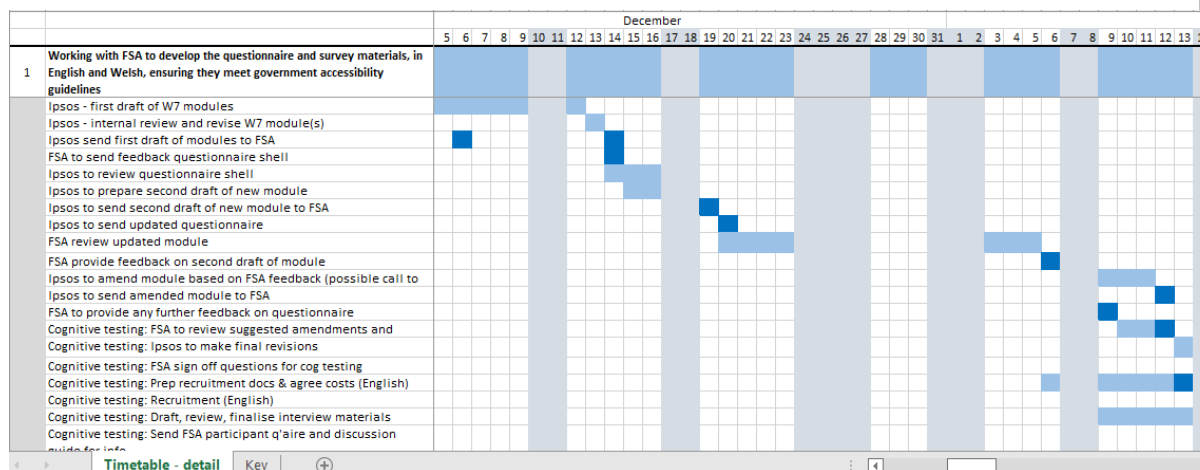 December
5 6 7 8 9 10 11 12 13 14 15 16 17 18 19 20 21 22 23 24 25 26 27 28 29 30 31 1 2 3 4 5 6 7 8 9 10 11 12 13
1
Working with FSA to develop the questionnaire and survey materials, in
English and Welsh, ensuring they meet government accessibility
guidelines
Ipsos - first draft of W7 modules
Ipsos - internal review and revise W7 module(s)
Ipsos send first draft of modules to FSA
FSA to send feedback questionnaire shell
Ipsos to review questionnaire shell
Ipsos to prepare second draft of new module
Ipsos to send second draft of new module to FSA
Ipsos to send updated questionnaire
FSA review updated module
FSA provide feedback on second draft of module
Ipsos to amend module based on FSA feedback (possible call to
Ipsos to send amended module to FSA
FSA to provide any further feedback on questionnaire
Cognitive testing: FSA to review suggested amendments and
Cognitive testing: Ipsos to make final revisions
Cognitive testing: FSA sign off questions for cog testing
Cognitive testing: Prep recruitment docs & agree costs (English)
Cognitive testing: Recruitment (English)
Cognitive testing: Draft, review, finalise interview materials
Cognitive testing: Send FSA participant q'aire and discussion
guide for info
Timetable - detail Key